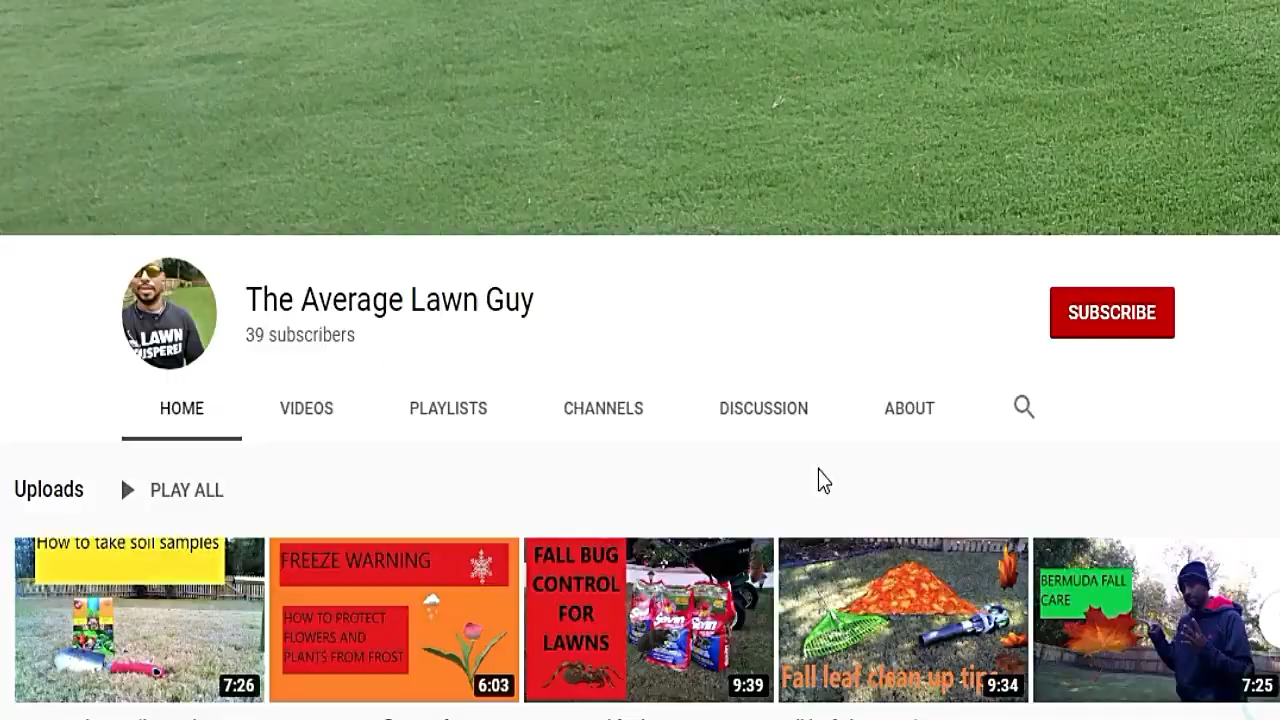 The Average Lawn Guy
39 subscribers
SUBSCRIBE
HOME VIDEOS PLAYLISTS CHANNELS DISCUSSION ABOUT
Uploads PLAY ALL
How to take soil samples
7:26
FREEZE WARNING
HOW TO PROTECT
FLOWERS AND
PLANTS FROM FROST
6:03
FALL BUG
CONTROL
FOR
LAWNS
9:39
Fall leaf clean up tips
9:34
BERMUDA FALL
CARE
7:25
LAWN